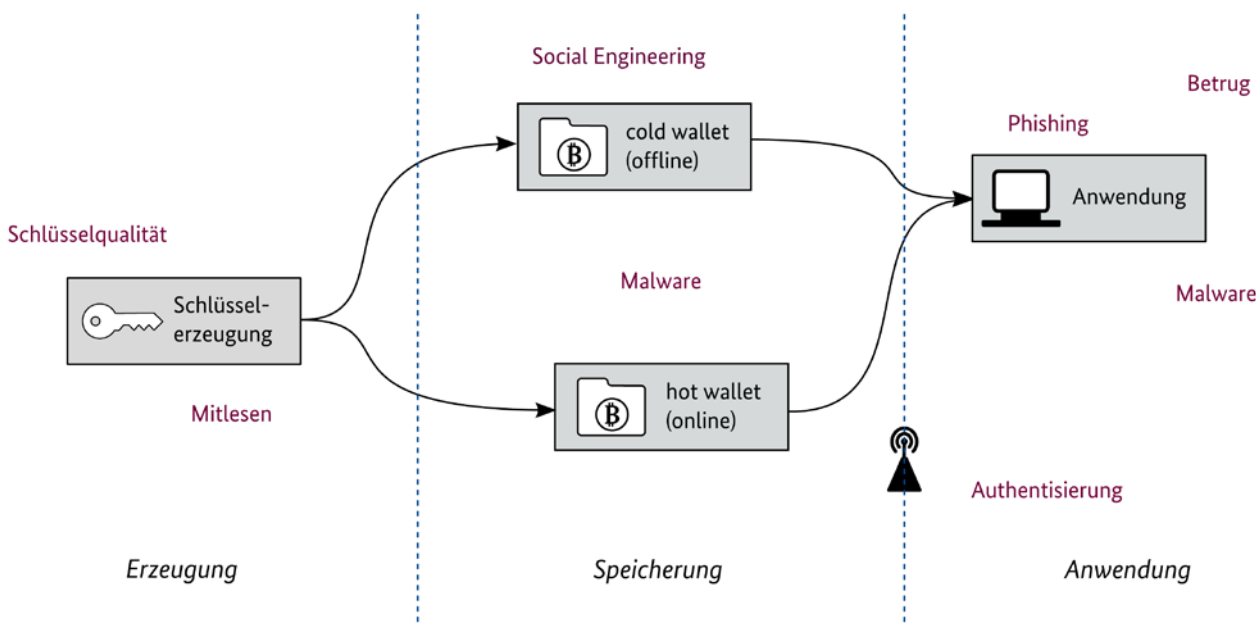 Social Engineering
Betrug
cold wallet
(offline)
Phishing
Anwendung
Schlüsselqualität
Malware
Malware
Schlüssel-
erzeugung
hot wallet
(online)
Mitlesen
Authentisierung
Erzeugung
Speicherung
Anwendung